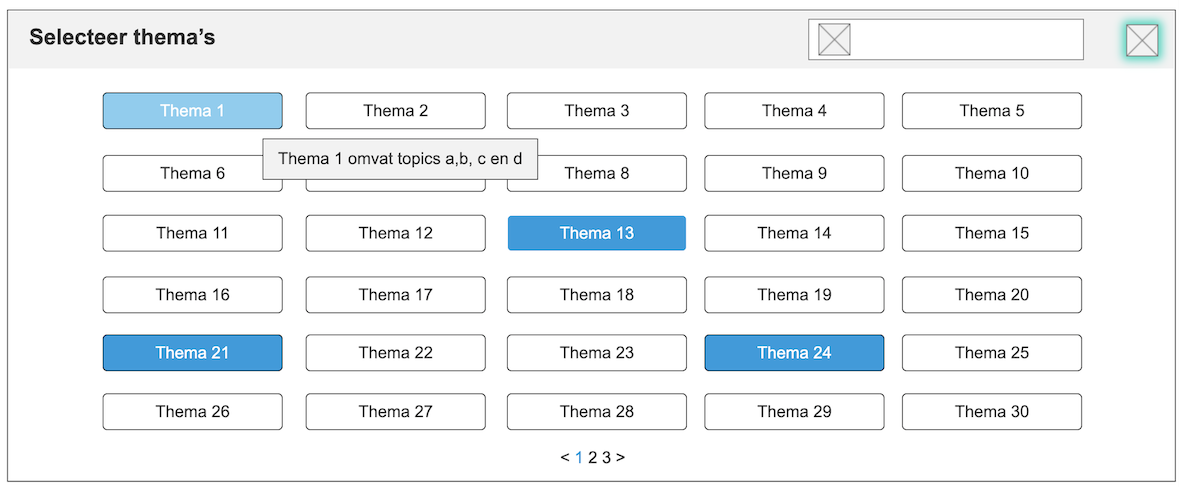 Selecteer thema’s
Thema 1 Thema 2 Thema 3 Thema 4 Thema 5
Thema 1 omvat topics a,b, c en d
Thema 6 Thema 8 Thema 9 Thema 10
Thema 11 Thema 12 Thema 13 Thema 14 Thema 15
Thema 16 Thema 17 Thema 18 Thema 19 Thema 20
Thema 21 Thema 22 Thema 23 Thema 24 Thema 25
Thema 26 Thema 27 Thema 28 Thema 29 Thema 30
< 1 2 3 >